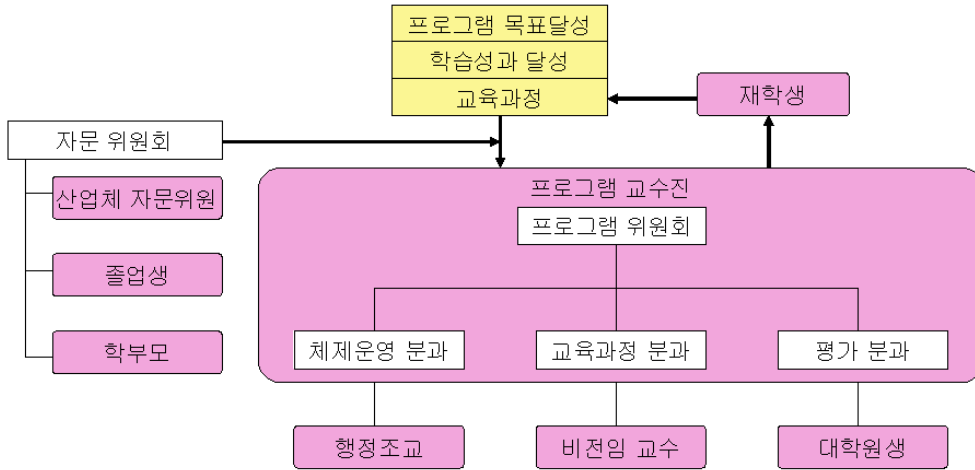 프로그램 목표달성
학습성과 달성
교육과정
재학생
자문 위원회
산업체 자문위원
졸업생
학부모
프로그램 교수진
프로그램 위원회
체제운영 분과
교육과정 분과
평가 분과
행정조교
비전임 교수
대학원생